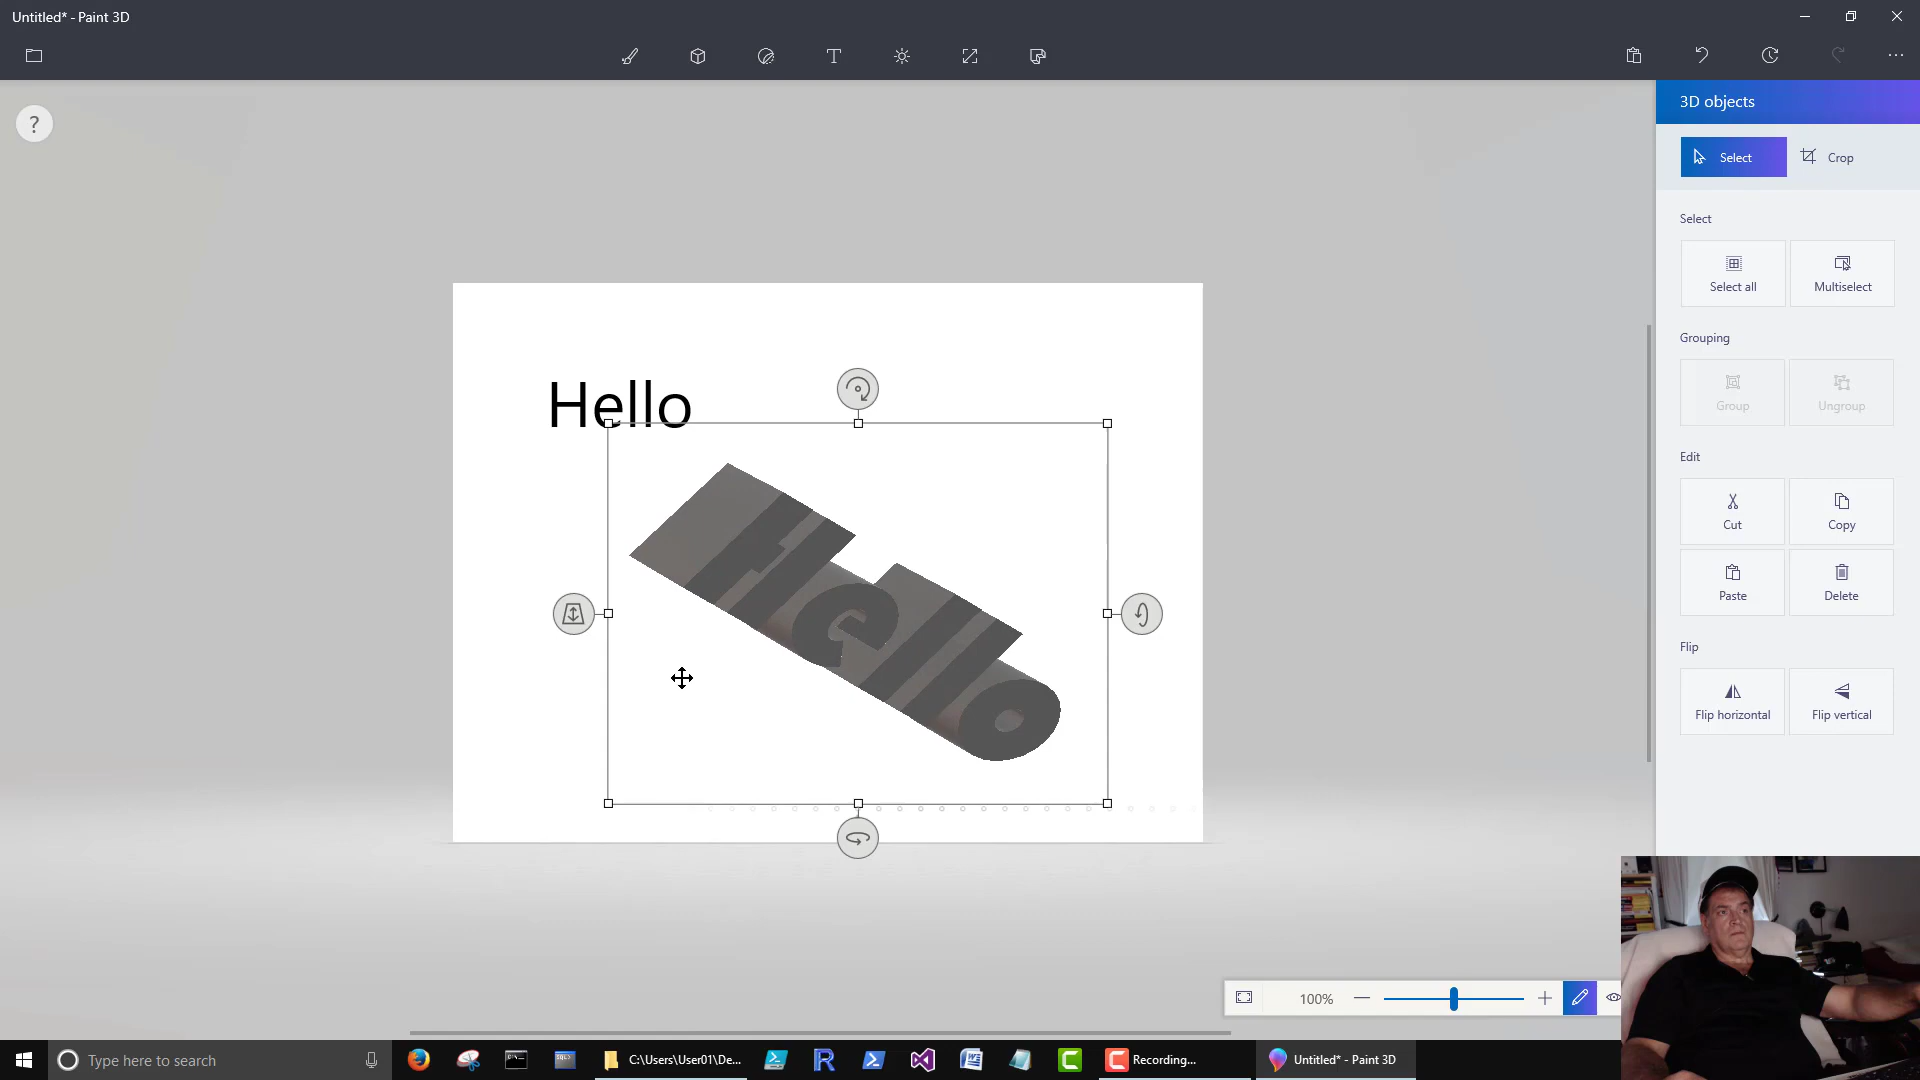 Untitled* - Paint 3D
T
?
3D objects
Select
Crop
Select
Select all
Multiselect
Grouping
Group
Ungroup
Edit
Cut
Copy
Paste
Delete
Flip
Flip horizontal
Flip vertical
Hello
Hello
100%
Type here to search
C:\Users\User01\De...
R
W
C
C
Recording...
Untitled* - Paint 3D